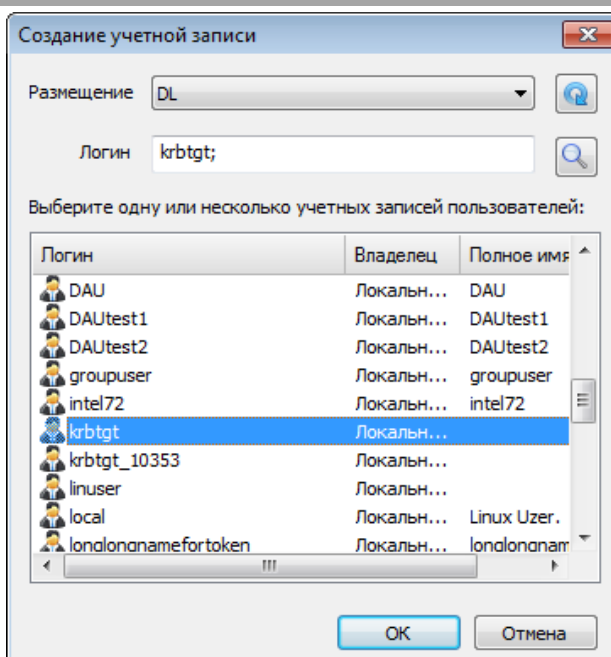 Создание учетной записи
Размещение DL
Логин krbtgt;
Выберите одну или несколько учетных записей пользователей:
Логин Владелец Полное имя
DAU Локальн... DAU
DAUtest1 Локальн... DAUtest1
DAUtest2 Локальн... DAUtest2
groupuser Локальн... groupuser
intel72 Локальн... intel72
krbtgt Локальн...
krbtgt_10353 Локальн...
linuser Локальн...
local Локальн... Linux Uzer.
longlongnamefortoken Локальн... longlongnam
OK Отмена